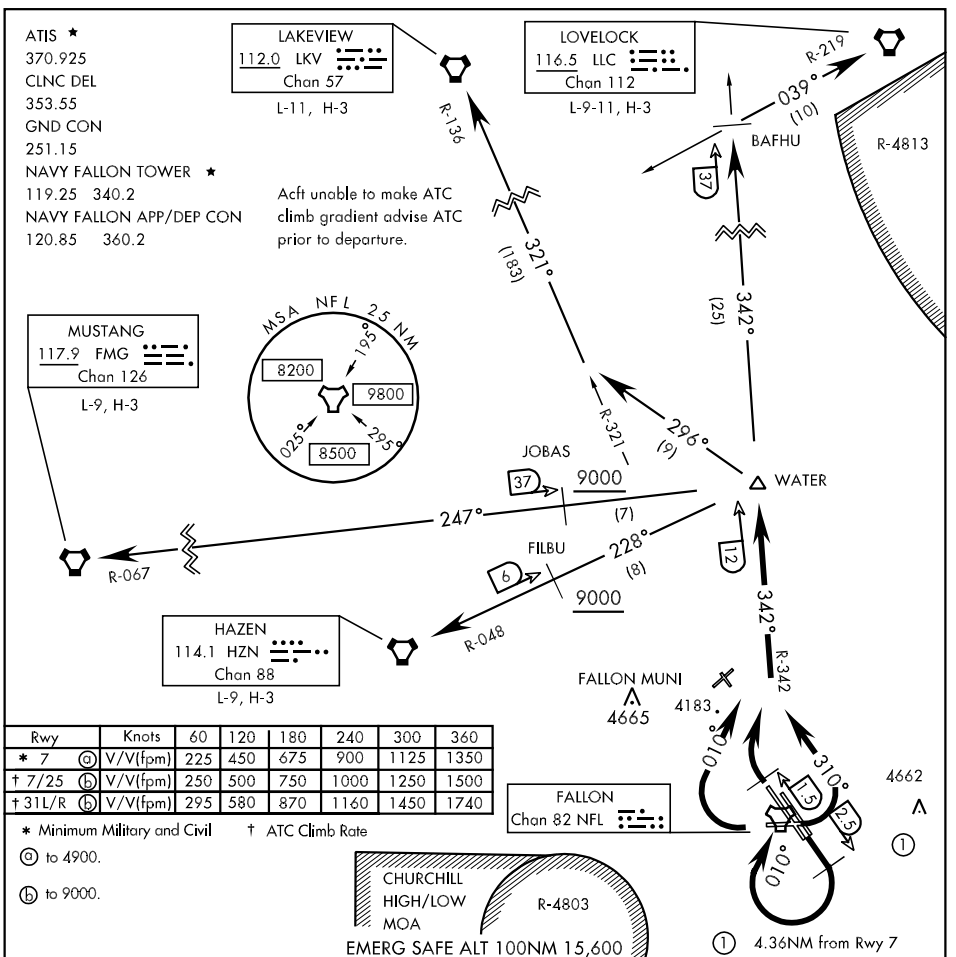 ATIS ★
370.925
CLNC DEL
353.55
GND CON
251.15
NAVY FALLON TOWER ★
119.25 340.2
NAVY FALLON APP/DEP CON
120.85 360.2
LAKEVIEW
112.0 LKV
Chan 57
L-11, H-3
LOVELOCK
116.5 LLC
Chan 112
L-9-11, H-3
R-219
039°
(10)
BAFHU
R-4813
37
R-136
Acft unable to make ATC
climb gradient advise ATC
prior to departure.
321°
(183)
342°
(25)
MUSTANG
117.9 FMG
Chan 126
L-9, H-3
MSA NFL 25 NM
195°
8200
9800
025°
8500
295°
R-321
296°
(9)
JOBAS
37
9000
WATER
247°
(7)
R-067
12
FILBU
228°
(8)
6
9000
R-048
342°
R-342
HAZEN
114.1 HZN
Chan 88
L-9, H-3
FALLON MUNI
4665
4183
010°
310°
4662
1
Rwy Knots 60 120 180 240 300 360
* 7 a V/V(fpm) 225 450 675 900 1125 1350
† 7/25 b V/V(fpm) 250 500 750 1000 1250 1500
† 31L/R b V/V(fpm) 295 580 870 1160 1450 1740
* Minimum Military and Civil † ATC Climb Rate
a to 4900.
b to 9000.
FALLON
Chan 82 NFL
1.5
2.5
010°
CHURCHILL
HIGH/LOW
MOA
R-4803
EMERG SAFE ALT 100NM 15,600
1 4.36NM from Rwy 7